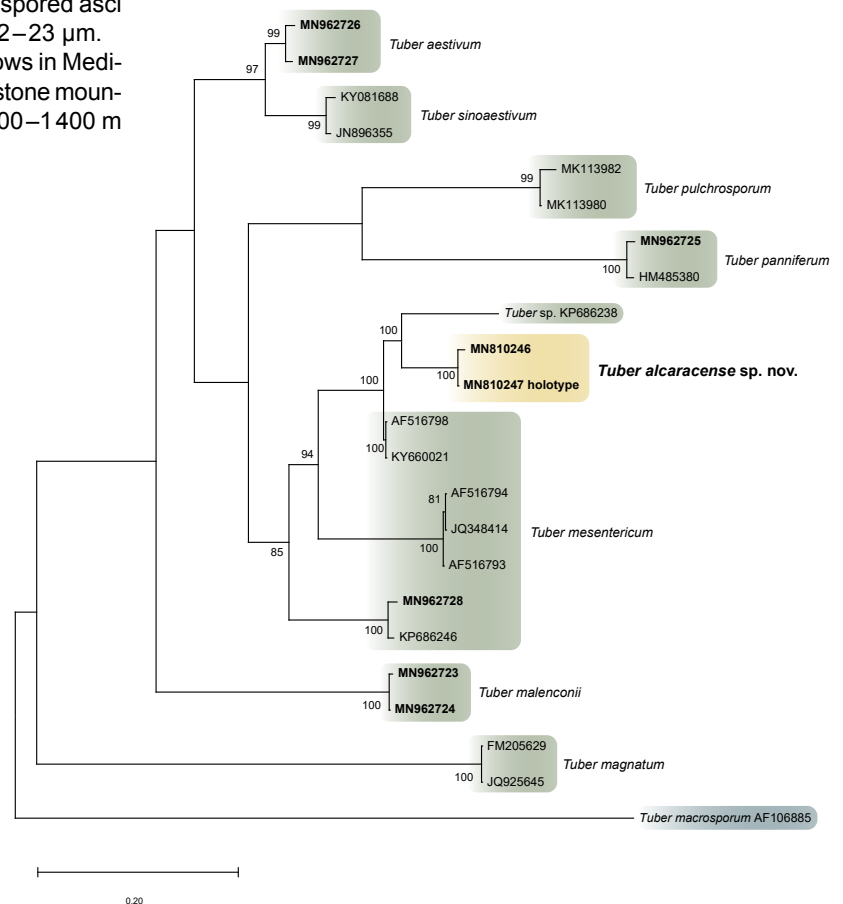 spored asci
2–23 µm.
ows in Medi-
stone moun-
00–1400 m
99
MN962726
Tuber aestivum
MN962727
97
KY081688
Tuber sinoaestivum
99
JN896355
99
MK113982
Tuber pulchrosporum
MK113980
MN962725
Tuber panniferum
100
HM485380
Tuber sp. KP686238
100
MN810246
100
MN810247 holotype
Tuber alcaracense sp. nov.
100
AF516798
100
KY660021
94
81
AF516794
JQ348414
Tuber mesentericum
100
AF516793
85
MN962728
100
KP686246
MN962723
Tuber malenconii
100
MN962724
FM205629
Tuber magnatum
100
JQ925645
Tuber macrosporum AF106885
0.20